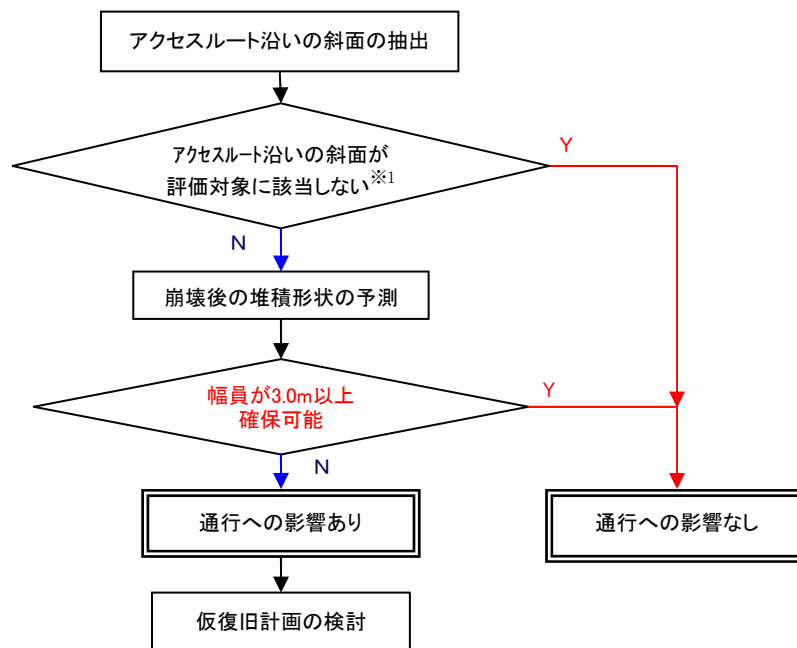 アクセスルート沿いの斜面の抽出
アクセスルート沿いの斜面が
評価対象に該当しない※1
Y
N
崩壊後の堆積形状の予測
幅員が3.0m以上
確保可能
Y
N
通行への影響あり
通行への影響なし
仮復旧計画の検討